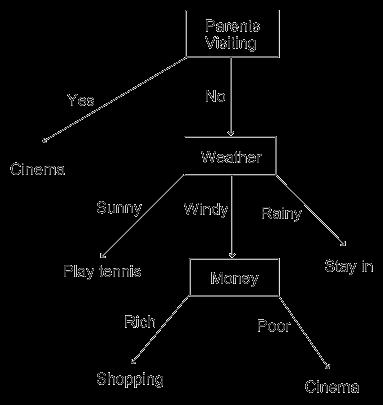 Parents
Visiting
Yes
No
Cinema
Weather
Sunny
Windy
Rainy
Play tennis
Stay in
Money
Rich
Poor
Shopping
Cinema